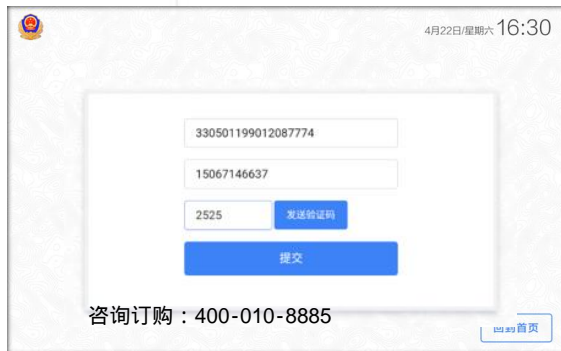 4月22日/星期六 16:30
330501199012087774
15067146637
2525 发送验证码
提交
咨询订购：400-010-8885
回到首页